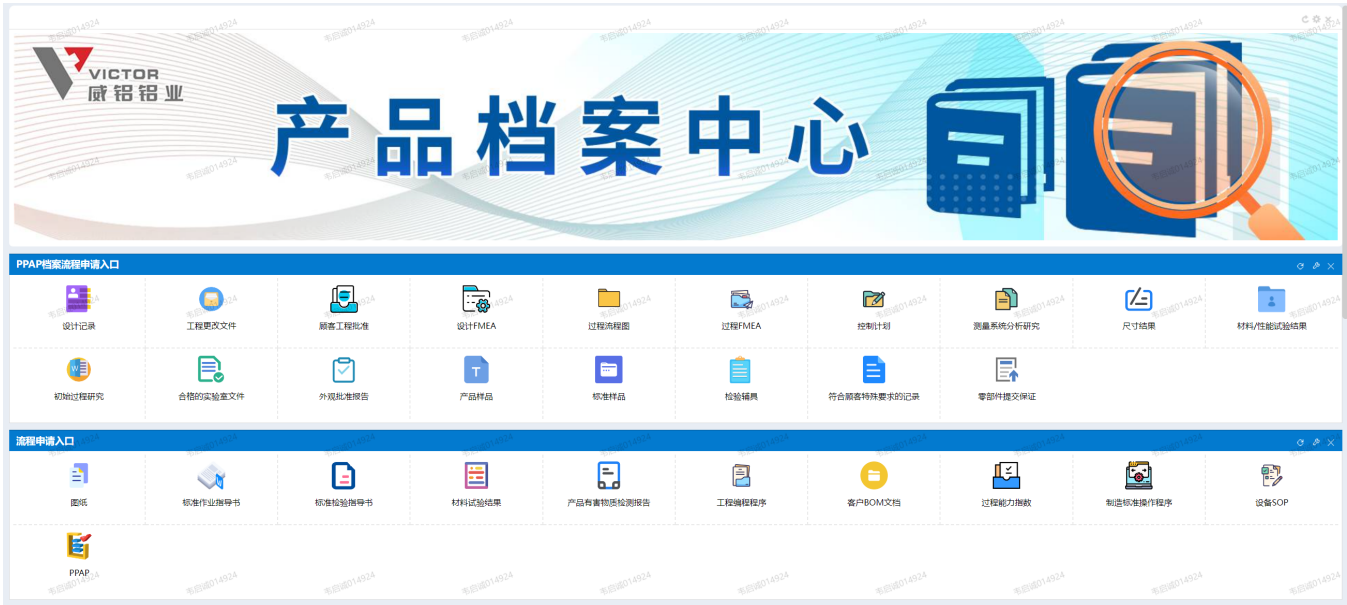 VICTOR
威铝铝业
产品档案中心
PPAP档案流程申请入口
设计记录 工程更改文件 顾客工程批准 设计FMEA 过程流程图 过程FMEA 控制计划 测量系统分析研究 尺寸结果 材料/性能试验结果
初始过程研究 合格的实验室文件 外观批准报告 产品样品 标准样品 检验辅具 符合顾客特殊要求的记录 零部件提交保证
流程申请入口
图纸 标准作业指导书 标准检验指导书 材料试验结果 产品有害物质检测报告 工程编程程序 客户BOM文档 过程能力指数 制造标准操作程序 设备SOP
PPAP
韦启诚014924